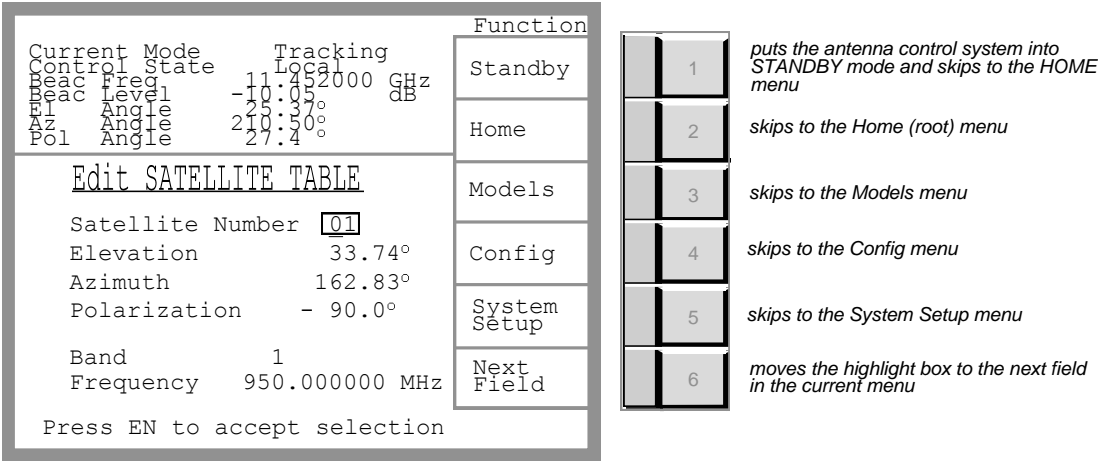 Function
Current Mode Tracking
Control State Local
Beac Freq 11.452000 GHz
Beac Level -10.05 dB
El Angle 25.37°
Az Angle 210.50°
Pol Angle 27.4 °
Edit SATELLITE TABLE
Satellite Number 01
Elevation 33.74°
Azimuth 162.83°
Polarization - 90.0°
Band 1
Frequency 950.000000 MHz
Press EN to accept selection
Standby
Home
Models
Config
System
Setup
Next
Field
1
puts the antenna control system into
STANDBY mode and skips to the HOME
menu
2
skips to the Home (root) menu
3
skips to the Models menu
4
skips to the Config menu
5
skips to the System Setup menu
6
moves the highlight box to the next field
in the current menu